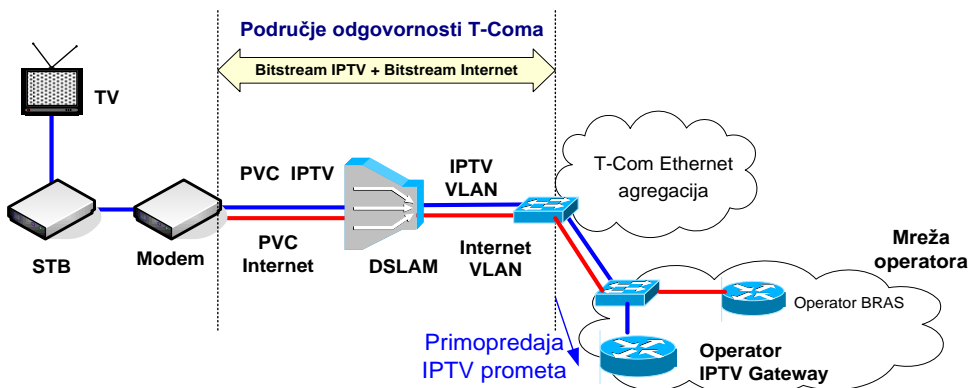 Područje odgovornosti T-Coma
Bitstream IPTV + Bitstream Internet
TV
T-Com Ethernet
agregacija
PVC IPTV
IPTV
VLAN
STB
Modem
PVC
Internet
DSLAM
Internet
VLAN
Mreža
operatora
Operator BRAS
Primopredaja
IPTV prometa
Operator
IPTV Gateway